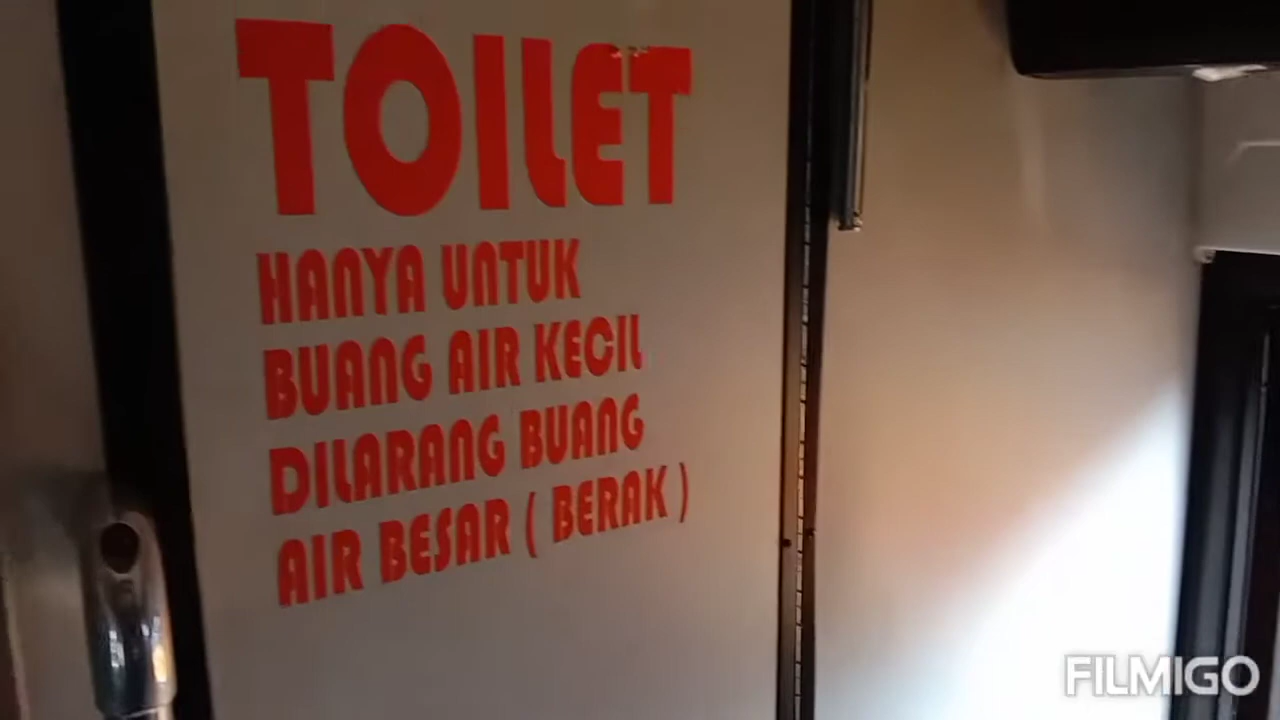 TOILET
HANYA UNTUK
BUANG AIR KECIL
DILARANG BUANG
AIR BESAR ( BERAK )
FILMIGO